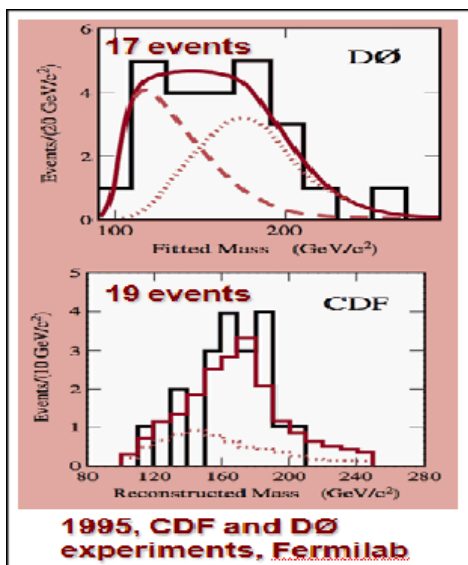 17 events
DØ
Events/(20 GeV/c²)
6
4
2
0
100
200
Fitted Mass (GeV/c²)
19 events
CDF
Events/(10 GeV/c²)
5
4
3
2
1
0
80
120
160
200
240
280
Reconstructed Mass (GeV/c²)
1995, CDF and DØ
experiments, Fermilab